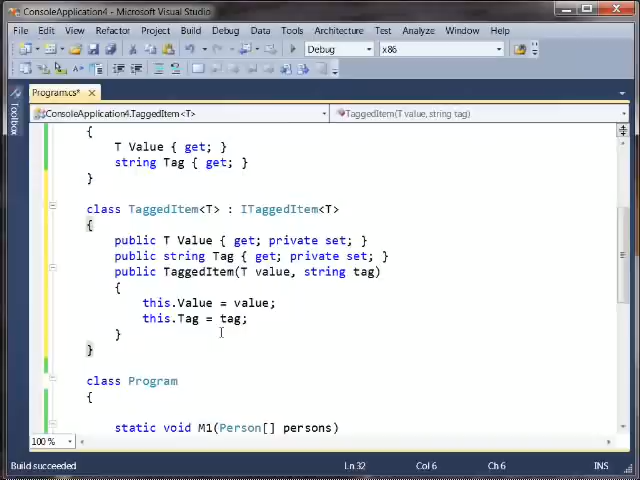 ConsoleApplication4 - Microsoft Visual Studio
File Edit View Refactor Project Build Debug Data Tools Architecture Test Analyze Window Help
Debug x86
Toolbox
Program.cs*
ConsoleApplication4.TaggedItem<T> TaggedItem(T value, string tag)
{
T Value { get; }
string Tag { get; }
}
class TaggedItem<T> : ITaggedItem<T>
{
public T Value { get; private set; }
public string Tag { get; private set; }
public TaggedItem(T value, string tag)
{
this.Value = value;
this.Tag = tag;
}
}
class Program
{
static void M1(Person[] persons)
100 %
Build succeeded Ln 32 Col 6 Ch 6 INS